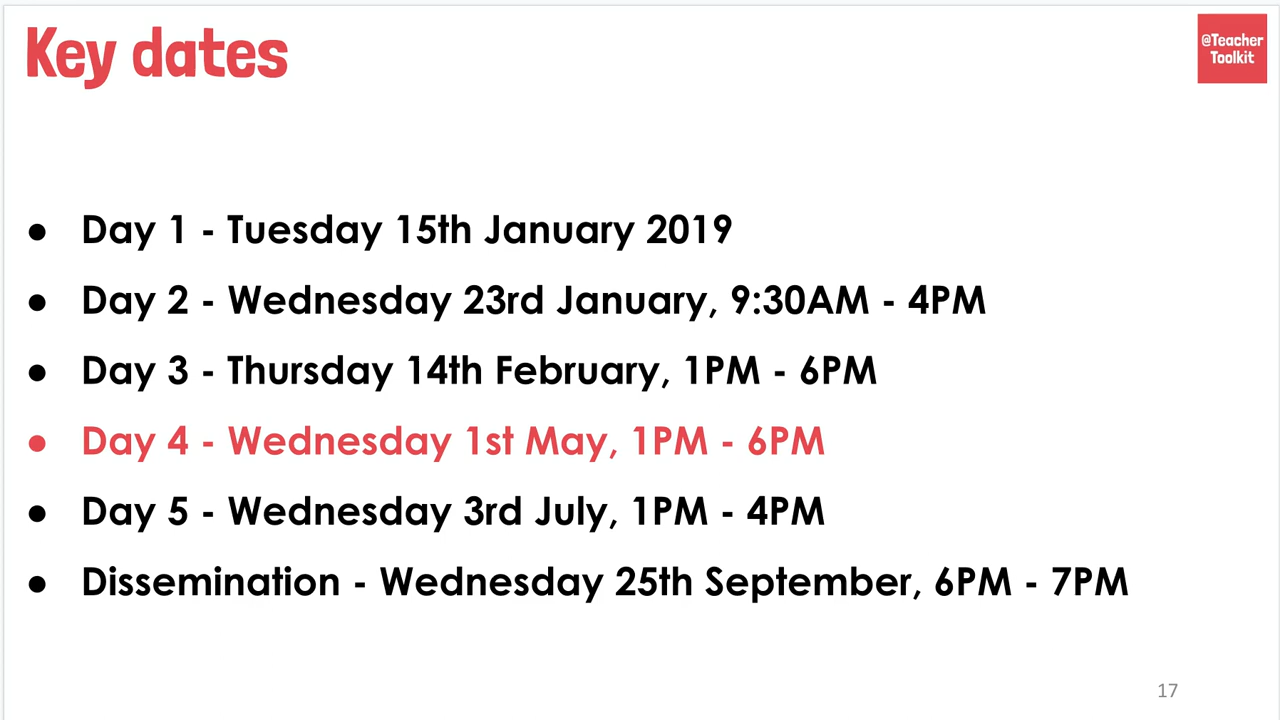 Key dates
@Teacher
Toolkit
● Day 1 - Tuesday 15th January 2019
● Day 2 - Wednesday 23rd January, 9:30AM - 4PM
● Day 3 - Thursday 14th February, 1PM - 6PM
● Day 4 - Wednesday 1st May, 1PM - 6PM
● Day 5 - Wednesday 3rd July, 1PM - 4PM
● Dissemination - Wednesday 25th September, 6PM - 7PM
17